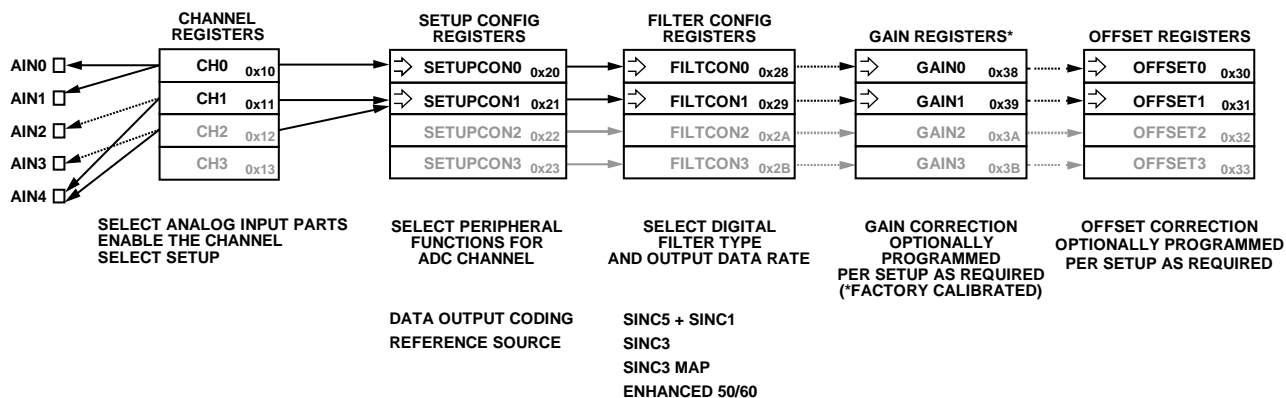 CHANNEL
REGISTERS
SETUP CONFIG
REGISTERS
FILTER CONFIG
REGISTERS
GAIN REGISTERS*
OFFSET REGISTERS
AIN0
AIN1
AIN2
AIN3
AIN4
CH0 0x10
CH1 0x11
CH2 0x12
CH3 0x13
SETUPCON0 0x20
SETUPCON1 0x21
SETUPCON2 0x22
SETUPCON3 0x23
FILTCON0 0x28
FILTCON1 0x29
FILTCON2 0x2A
FILTCON3 0x2B
GAIN0 0x38
GAIN1 0x39
GAIN2 0x3A
GAIN3 0x3B
OFFSET0 0x30
OFFSET1 0x31
OFFSET2 0x32
OFFSET3 0x33
SELECT ANALOG INPUT PARTS
ENABLE THE CHANNEL
SELECT SETUP
SELECT PERIPHERAL
FUNCTIONS FOR
ADC CHANNEL
SELECT DIGITAL
FILTER TYPE
AND OUTPUT DATA RATE
GAIN CORRECTION
OPTIONALLY
PROGRAMMED
PER SETUP AS REQUIRED
(*FACTORY CALIBRATED)
OFFSET CORRECTION
OPTIONALLY PROGRAMMED
PER SETUP AS REQUIRED
DATA OUTPUT CODING
REFERENCE SOURCE
SINC5 + SINC1
SINC3
SINC3 MAP
ENHANCED 50/60